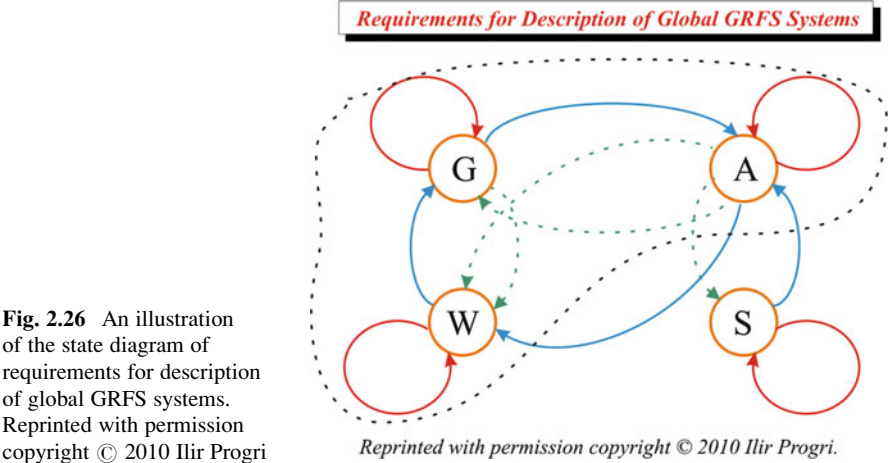 Requirements for Description of Global GRFS Systems
G
A
W
S
Fig. 2.26 An illustration
of the state diagram of
requirements for description
of global GRFS systems.
Reprinted with permission
copyright © 2010 Ilir Progri
Reprinted with permission copyright © 2010 Ilir Progri.